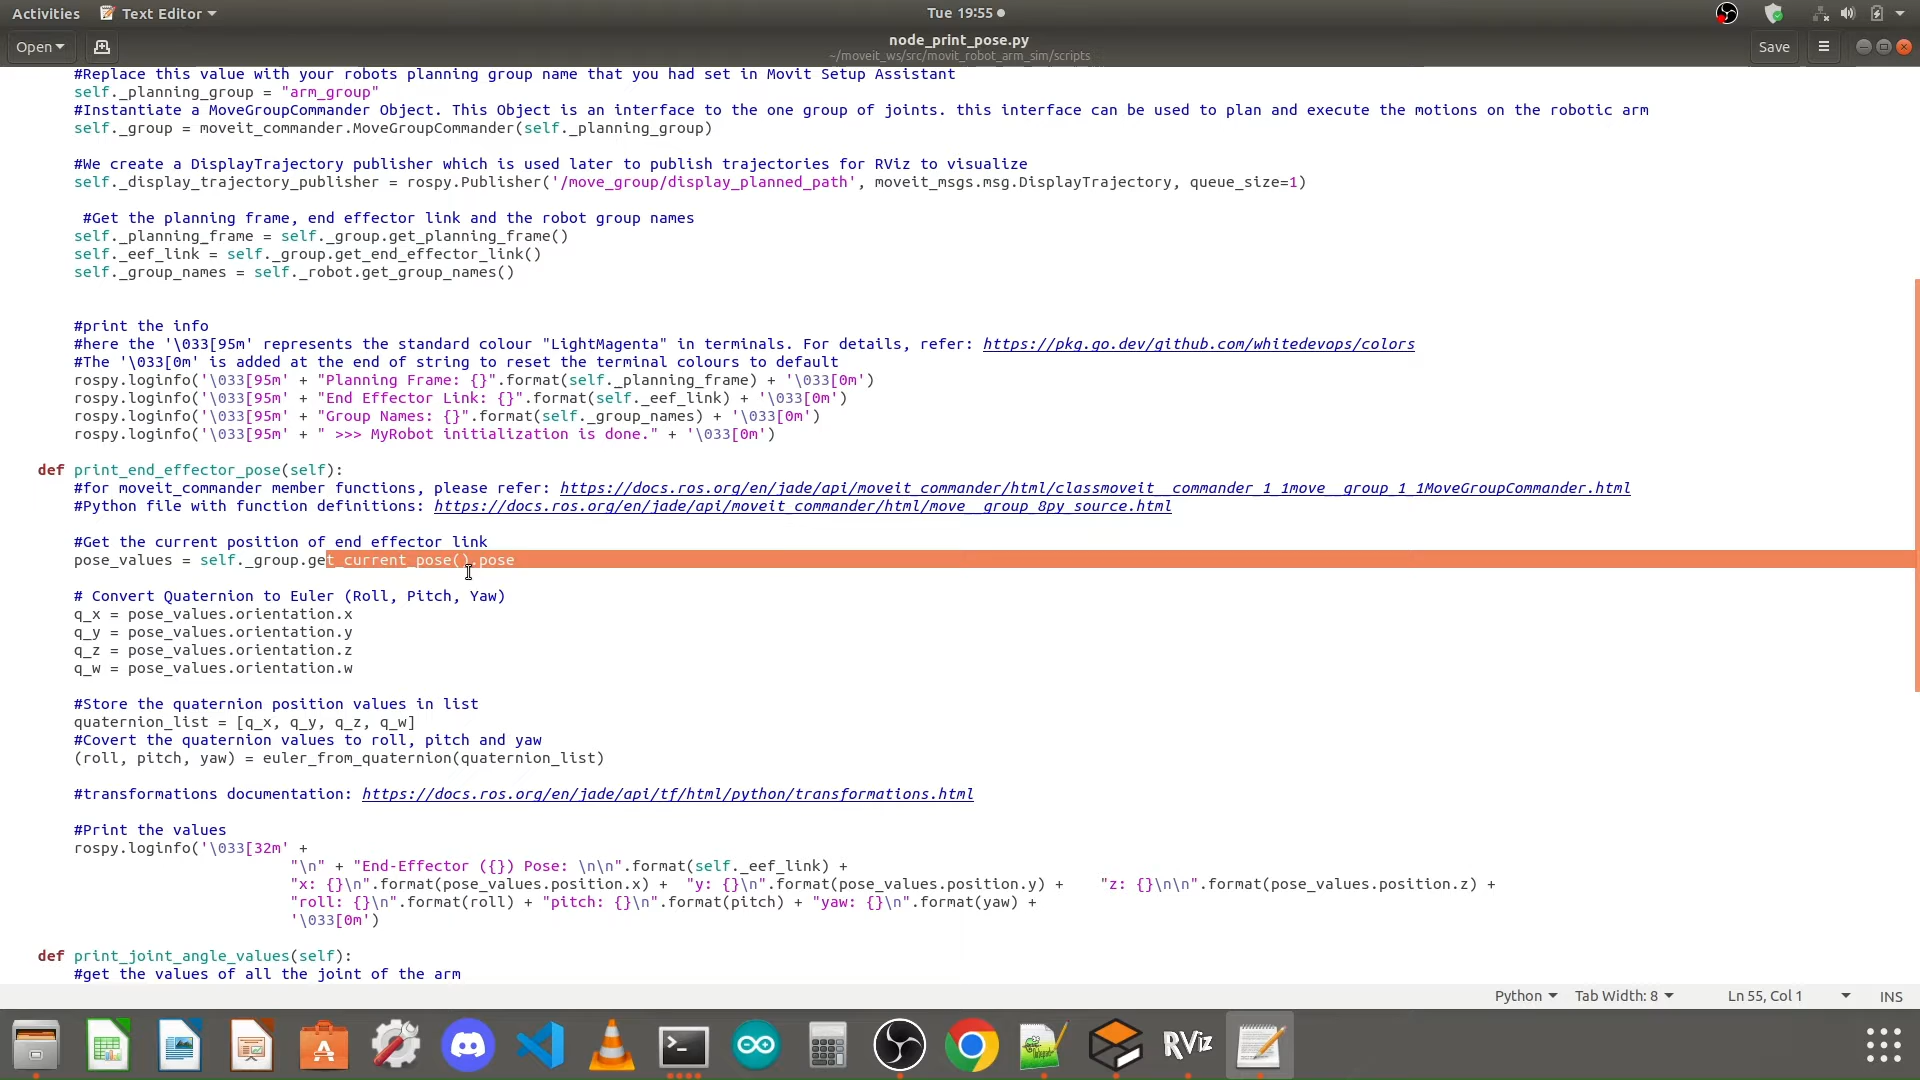 Activities Text Editor Tue 19:55
Open node_print_pose.py Save
~/moveit_ws/src/movit_robot_arm_sim/scripts
#Replace this value with your robots planning group name that you had set in Movit Setup Assistant
self._planning_group = "arm_group"
#Instantiate a MoveGroupCommander Object. This Object is an interface to the one group of joints. this interface can be used to plan and execute the motions on the robotic arm
self._group = moveit_commander.MoveGroupCommander(self._planning_group)
#We create a DisplayTrajectory publisher which is used later to publish trajectories for RViz to visualize
self._display_trajectory_publisher = rospy.Publisher('/move_group/display_planned_path', moveit_msgs.msg.DisplayTrajectory, queue_size=1)
#Get the planning frame, end effector link and the robot group names
self._planning_frame = self._group.get_planning_frame()
self._eef_link = self._group.get_end_effector_link()
self._group_names = self._robot.get_group_names()
#print the info
#here the '\033[95m' represents the standard colour "LightMagenta" in terminals. For details, refer: https://pkg.go.dev/github.com/whitedevops/colors
#The '\033[0m' is added at the end of string to reset the terminal colours to default
rospy.loginfo('\033[95m' + "Planning Frame: {}".format(self._planning_frame) + '\033[0m')
rospy.loginfo('\033[95m' + "End Effector Link: {}".format(self._eef_link) + '\033[0m')
rospy.loginfo('\033[95m' + "Group Names: {}".format(self._group_names) + '\033[0m')
rospy.loginfo('\033[95m' + " >>> MyRobot initialization is done." + '\033[0m')
def print_end_effector_pose(self):
#for moveit_commander member functions, please refer: https://docs.ros.org/en/jade/api/moveit_commander/html/classmoveit__commander_1_1move__group_1_1MoveGroupCommander.html
#Python file with function definitions: https://docs.ros.org/en/jade/api/moveit_commander/html/move__group_8py_source.html
#Get the current position of end effector link
pose_values = self._group.get_current_pose().pose
# Convert Quaternion to Euler (Roll, Pitch, Yaw)
q_x = pose_values.orientation.x
q_y = pose_values.orientation.y
q_z = pose_values.orientation.z
q_w = pose_values.orientation.w
#Store the quaternion position values in list
quaternion_list = [q_x, q_y, q_z, q_w]
#Covert the quaternion values to roll, pitch and yaw
(roll, pitch, yaw) = euler_from_quaternion(quaternion_list)
#transformations documentation: https://docs.ros.org/en/jade/api/tf/html/python/transformations.html
#Print the values
rospy.loginfo('\033[32m' +
"\n" + "End-Effector ({}) Pose: \n\n".format(self._eef_link) +
"x: {}\n".format(pose_values.position.x) + "y: {}\n".format(pose_values.position.y) + "z: {}\n\n".format(pose_values.position.z) +
"roll: {}\n".format(roll) + "pitch: {}\n".format(pitch) + "yaw: {}\n".format(yaw) +
'\033[0m')
def print_joint_angle_values(self):
#get the values of all the joint of the arm
Python Tab Width: 8 Ln 55, Col 1 INS
RViz